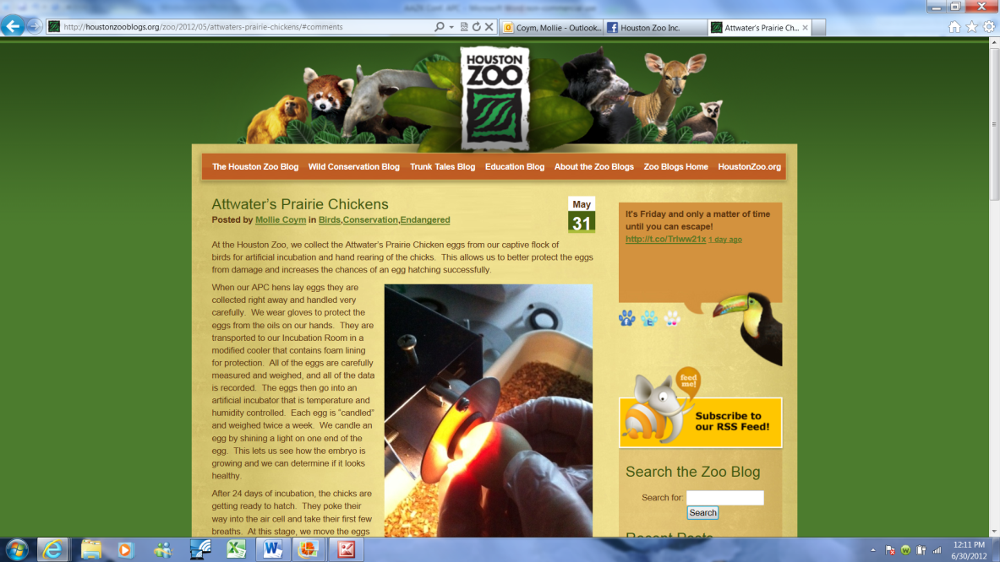 AAZK Conf. APC - Microsoft Word non-commercial use
http://houstonzooblogs.org/zoo/2012/05/attwaters-prairie-chickens/#comments
Coym, Mollie - Outlook...
Houston Zoo Inc.
Attwater's Prairie Ch...
HOUSTON
ZOO
The Houston Zoo Blog Wild Conservation Blog Trunk Tales Blog Education Blog About the Zoo Blogs Zoo Blogs Home HoustonZoo.org
Attwater's Prairie Chickens
Posted by Mollie Coym in Birds,Conservation,Endangered
May
31
At the Houston Zoo, we collect the Attwater's Prairie Chicken eggs from our captive flock of
birds for artificial incubation and hand rearing of the chicks. This allows us to better protect the eggs
from damage and increases the chances of an egg hatching successfully.
When our APC hens lay eggs they are
collected right away and handled very
carefully. We wear gloves to protect the
eggs from the oils on our hands. They are
transported to our Incubation Room in a
modified cooler that contains foam lining
for protection. All of the eggs are carefully
measured and weighed, and all of the data
is recorded. The eggs then go into an
artificial incubator that is temperature and
humidity controlled. Each egg is "candled"
and weighed twice a week. We candle an
egg by shining a light on one end of the
egg. This lets us see how the embryo is
growing and we can determine if it looks
healthy.
After 24 days of incubation, the chicks are
getting ready to hatch. They poke their
way into the air cell and take their first few
breaths. At this stage, we move the eggs
It's Friday and only a matter of time
until you can escape!
http://t.co/TrIww21x 1 day ago
feed
me!
Subscribe to
our RSS Feed!
Search the Zoo Blog
Search for:
Search
Recent Posts
12:11 PM
6/30/2012